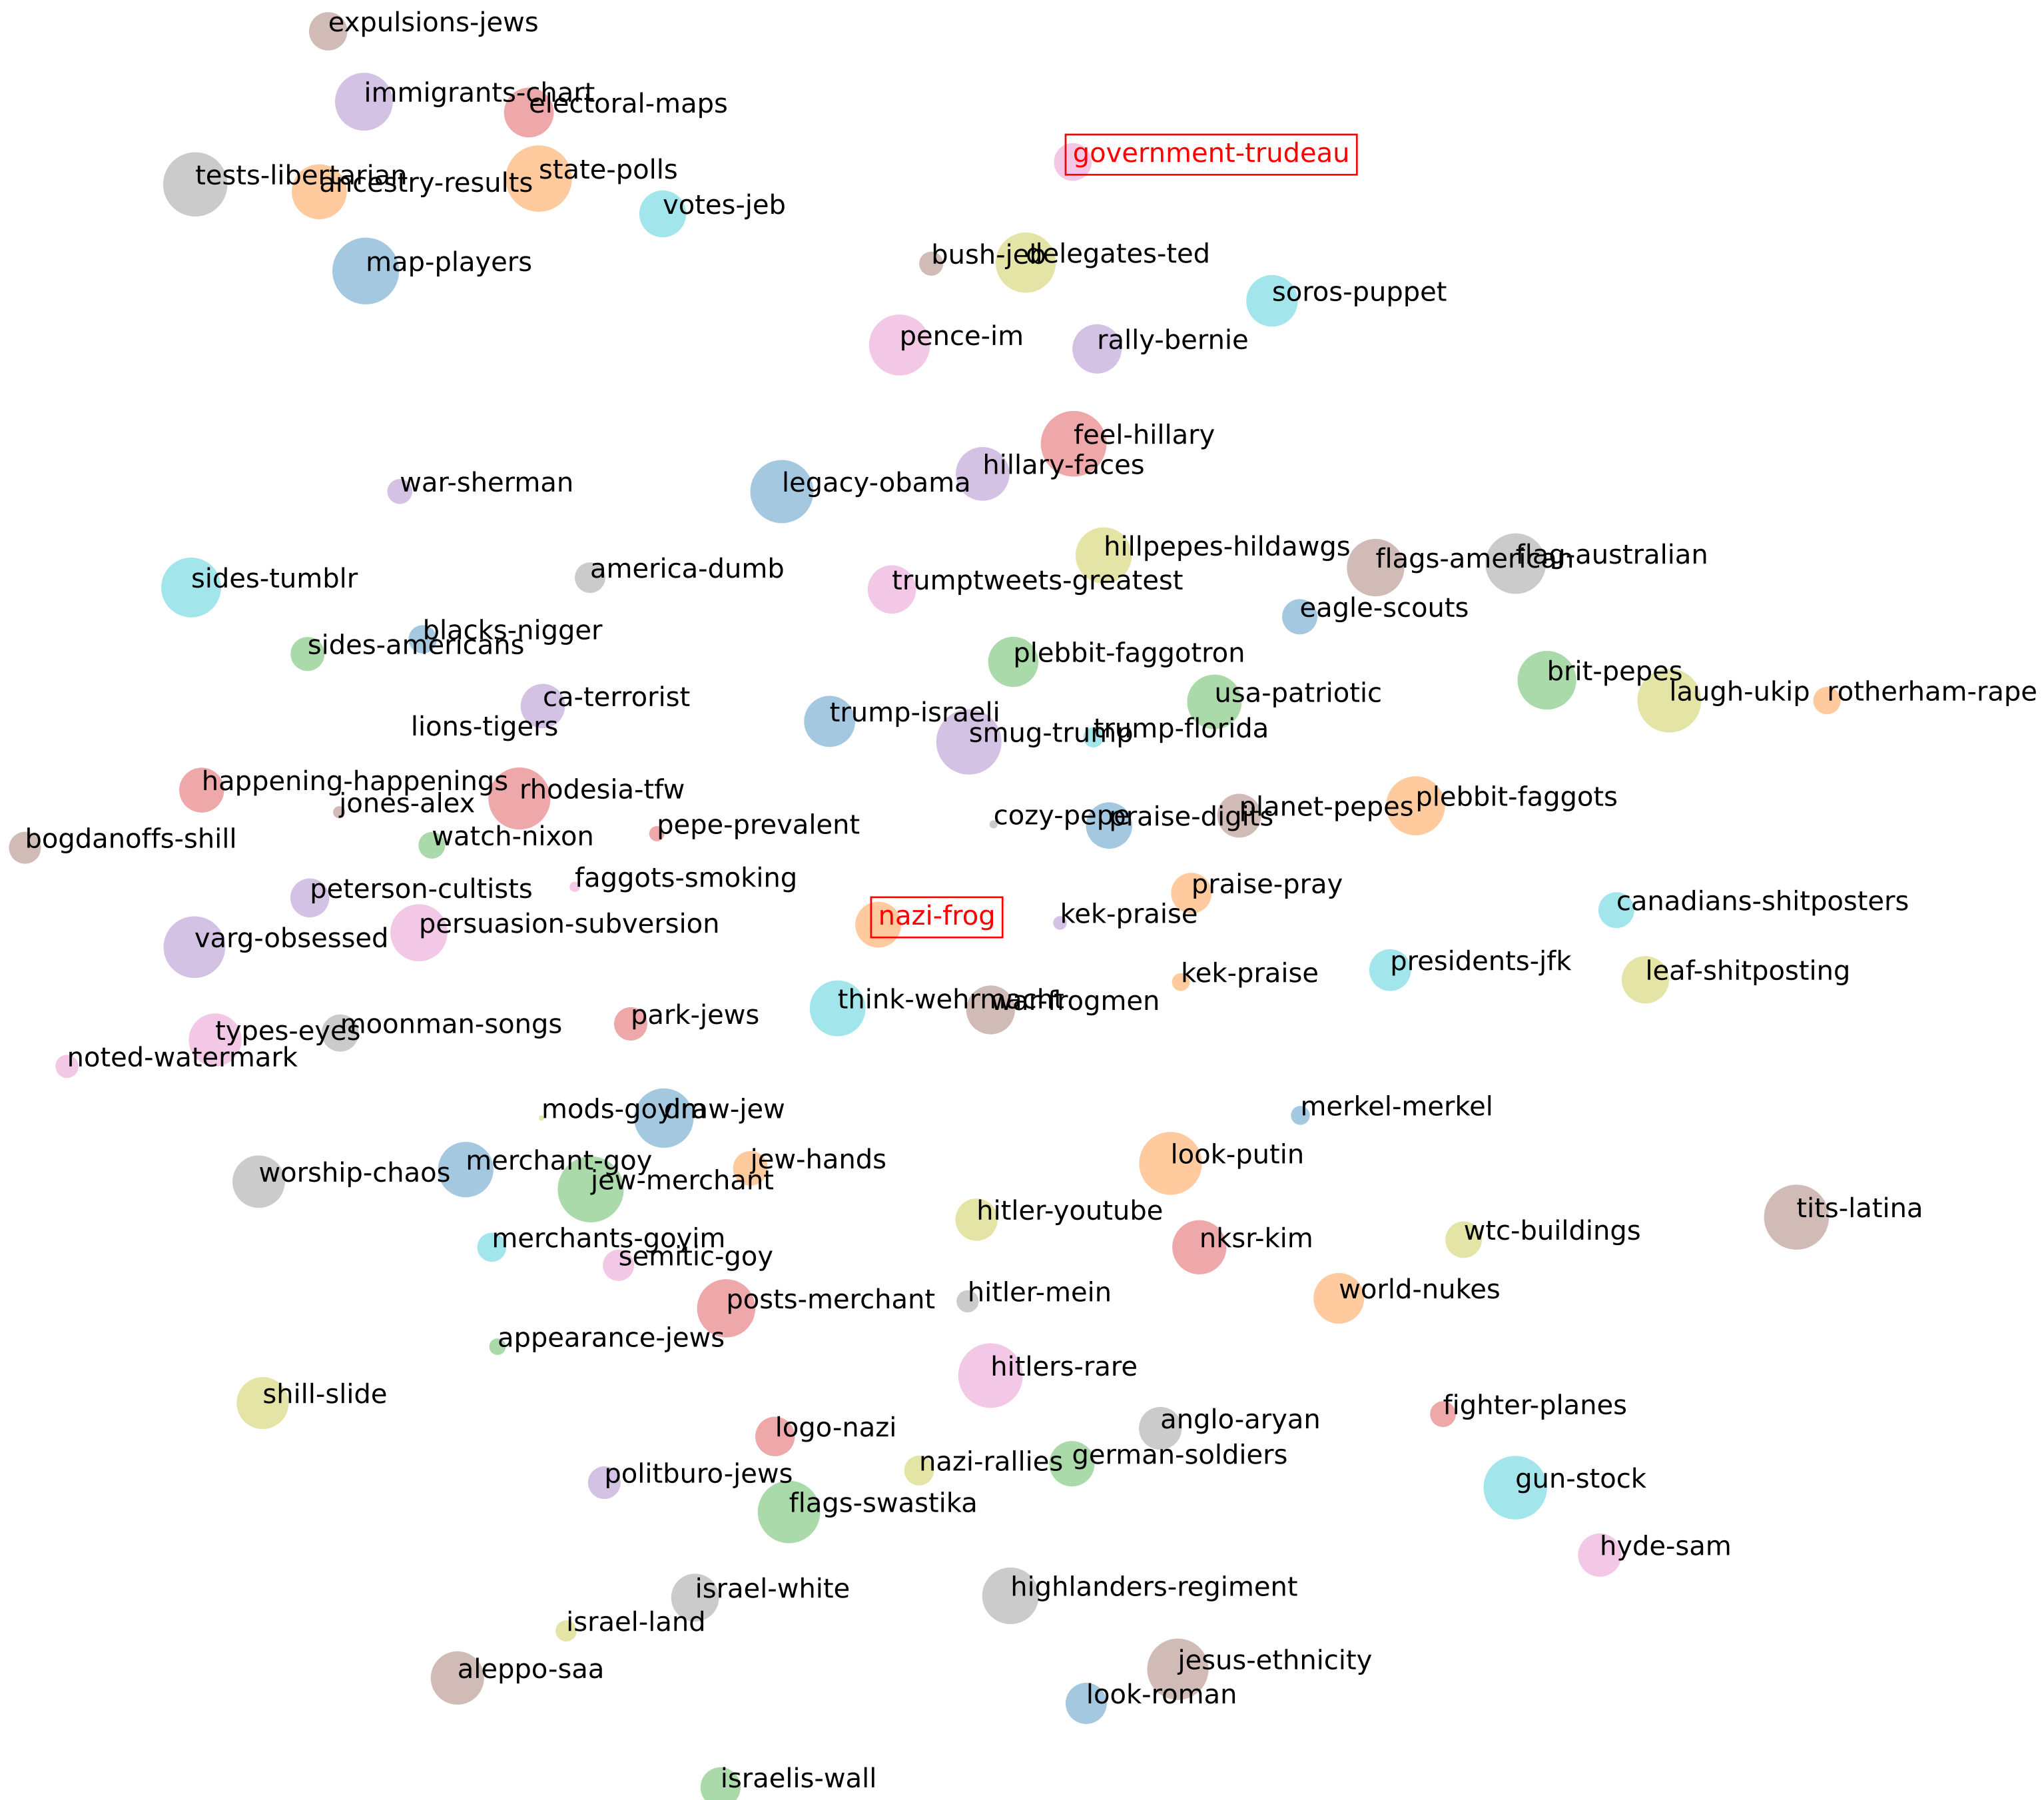 expulsions-jews
immigrants-chart
electoral-maps
government-trudeau
state-polls
tests-libertarian
ancestry-results
votes-jeb
bush-jeb
delegates-ted
map-players
soros-puppet
pence-im
rally-bernie
feel-hillary
hillary-faces
war-sherman
legacy-obama
hillpepes-hildawgs
flags-american
flag-australian
america-dumb
sides-tumblr
trumptweets-greatest
eagle-scouts
blacks-nigger
sides-americans
plebbit-faggotron
brit-pepes
laugh-ukip
rotherham-rape
usa-patriotic
ca-terrorist
trump-israeli
lions-tigers
smug-trump
trump-florida
happening-happenings
rhodesia-tfw
jones-alex
plebbit-faggots
planet-pepes
cozy-pepe
praise-digits
pepe-prevalent
watch-nixon
bogdanoffs-shill
faggots-smoking
peterson-cultists
praise-pray
canadians-shitposters
nazi-frog
kek-praise
persuasion-subversion
varg-obsessed
presidents-jfk
kek-praise
leaf-shitposting
think-wehrmacht
war-frogmen
park-jews
moonman-songs
types-eyes
noted-watermark
mods-goyim
draw-jew
merkel-merkel
look-putin
jew-hands
merchant-goy
worship-chaos
jew-merchant
tits-latina
hitler-youtube
wtc-buildings
nksr-kim
merchants-goyim
semitic-goy
world-nukes
hitler-mein
posts-merchant
appearance-jews
hitlers-rare
shill-slide
fighter-planes
anglo-aryan
logo-nazi
german-soldiers
nazi-rallies
politburo-jews
gun-stock
flags-swastika
hyde-sam
highlanders-regiment
israel-white
israel-land
jesus-ethnicity
aleppo-saa
look-roman
israelis-wall